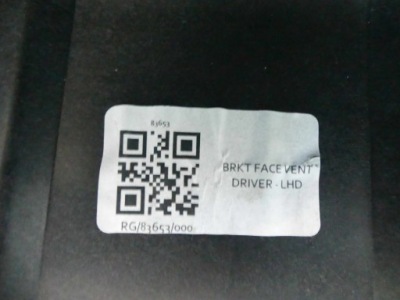 83653
BRKT FACE VENT
DRIVER - LHD
RG/83653/000